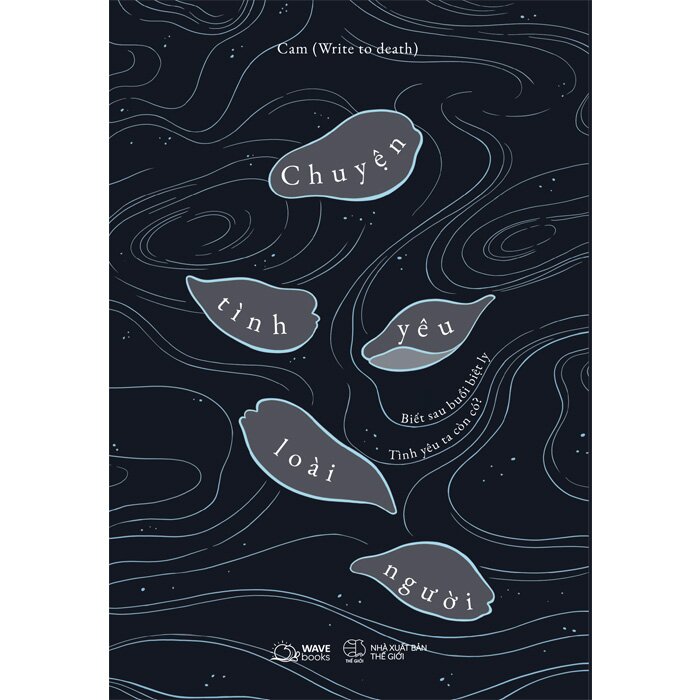 Cam (Write to death)
Chuyện
tình
yêu
Biết sau buổi biệt ly
Tình yêu ta còn có?
loài
người
WAVE
books
THẾ GIỚI
NHÀ XUẤT BẢN
THẾ GIỚI